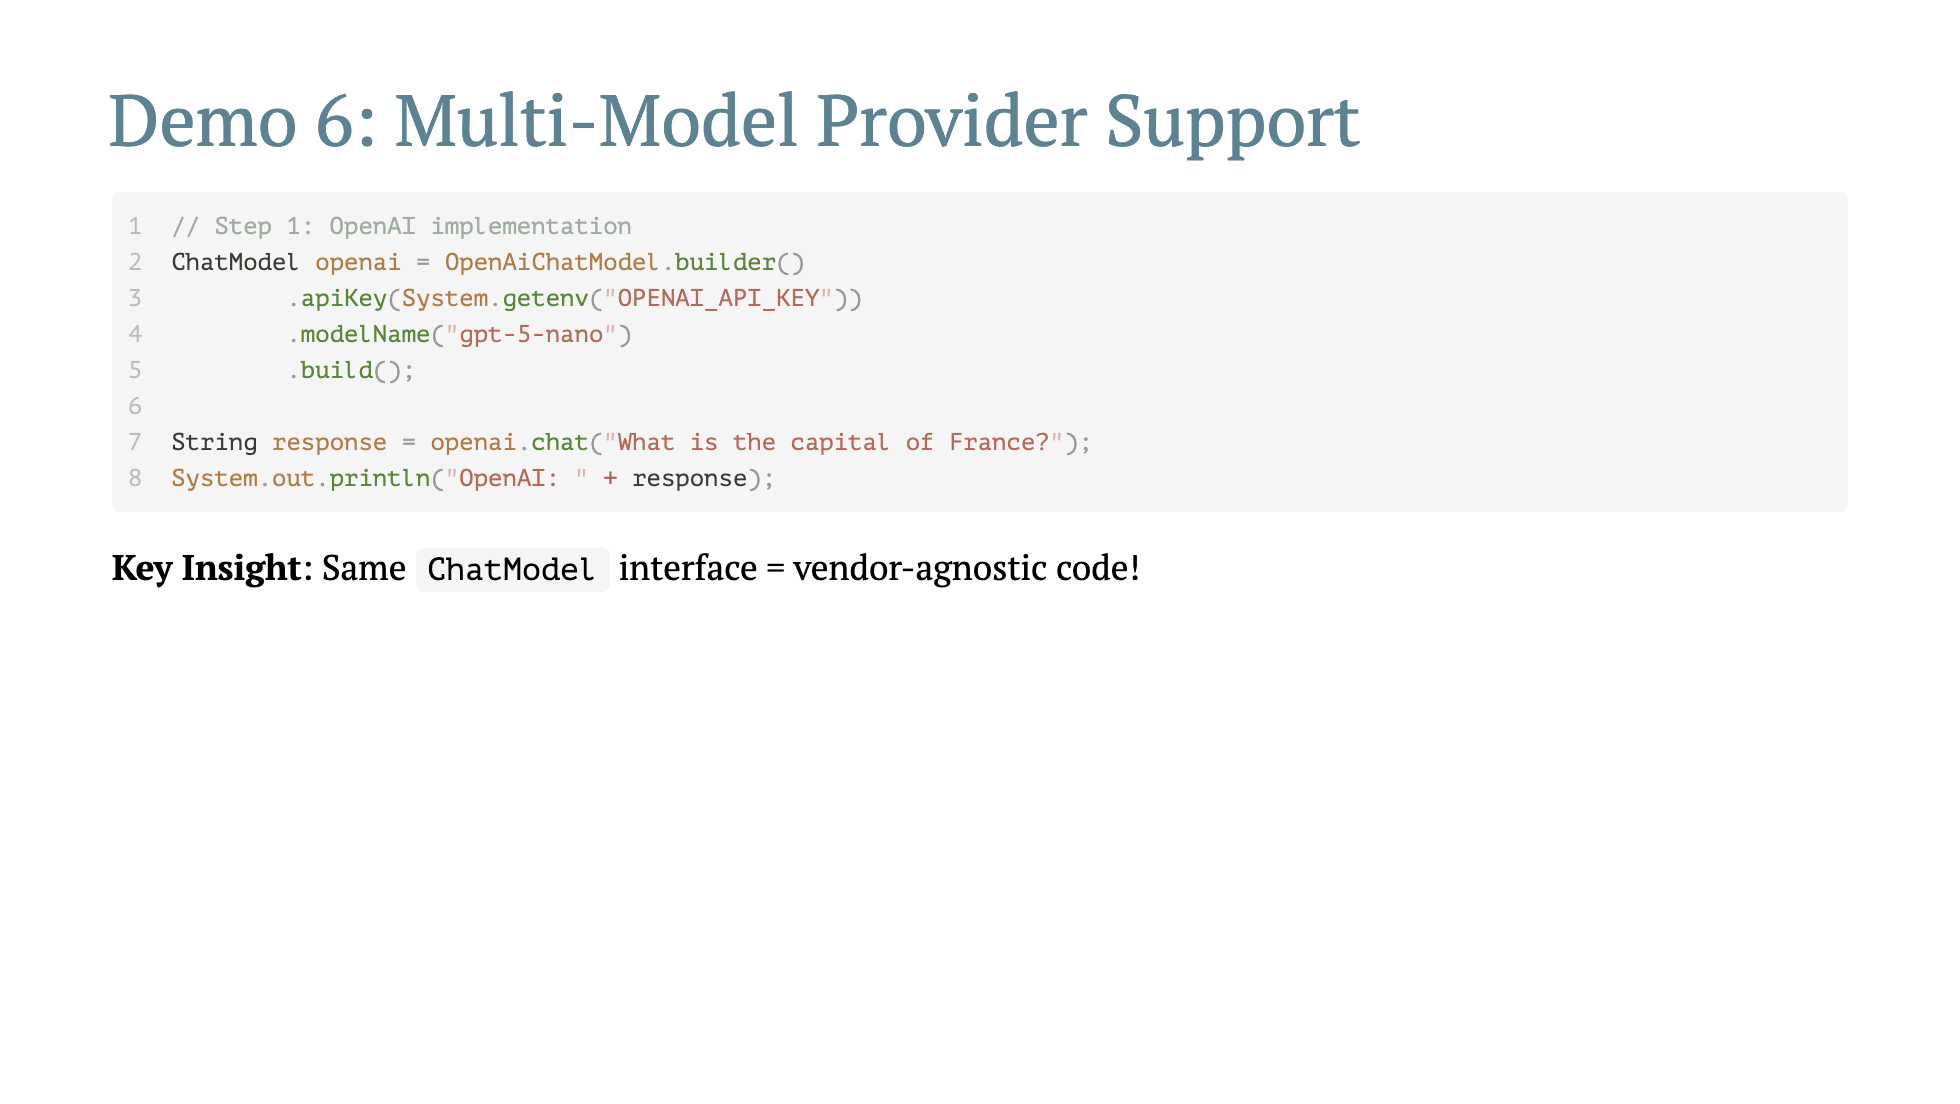 Demo 6: Multi-Model Provider Support
1 // Step 1: OpenAI implementation
2 ChatModel openai = OpenAiChatModel.builder()
3         .apiKey(System.getenv("OPENAI_API_KEY"))
4         .modelName("gpt-5-nano")
5         .build();
6
7 String response = openai.chat("What is the capital of France?");
8 System.out.println("OpenAI: " + response);
Key Insight: Same ChatModel interface = vendor-agnostic code!